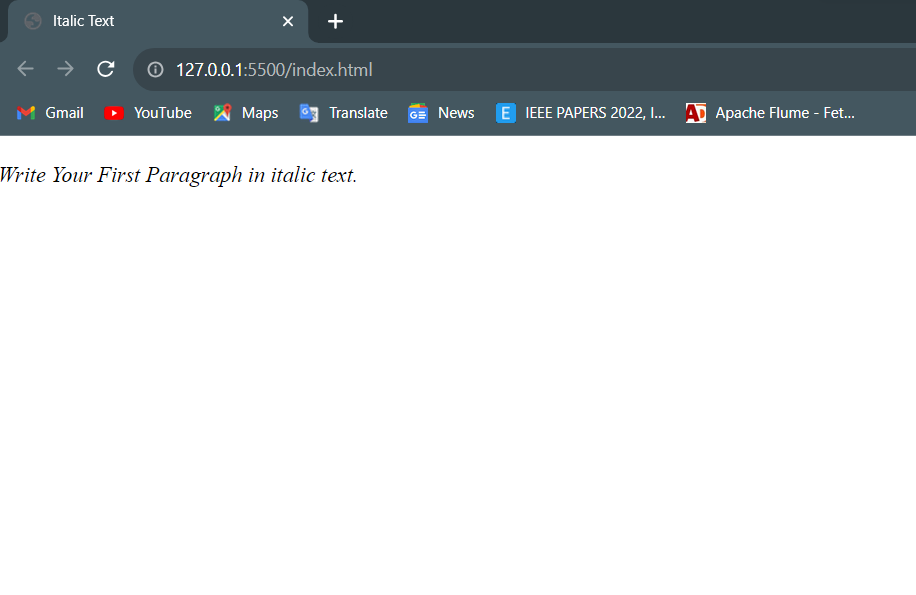 Italic Text
127.0.0.1:5500/index.html
Gmail YouTube Maps Translate News IEEE PAPERS 2022, I... Apache Flume - Fet...
Write Your First Paragraph in italic text.